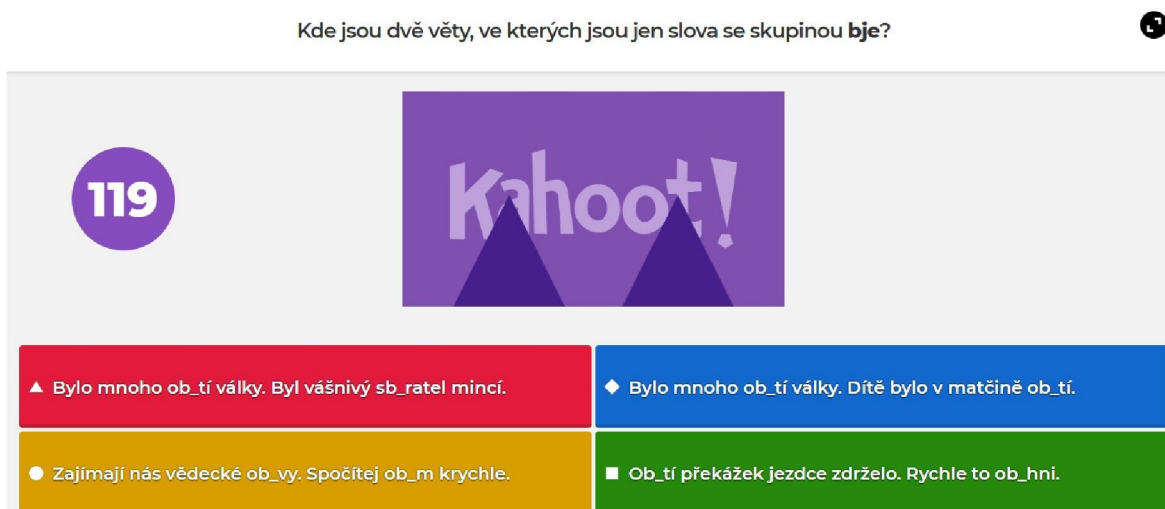 Kde jsou dvě věty, ve kterých jsou jen slova se skupinou bje?
119
Kahoot!
Bylo mnoho ob_tí války. Byl vášnivý sb_ratel mincí.
Bylo mnoho ob_tí války. Dítě bylo v matčině ob_tí.
Zajímají nás vědecké ob_vy. Spočítej ob_m krychle.
Ob_tí překážek jezdce zdrželo. Rychle to ob_hni.